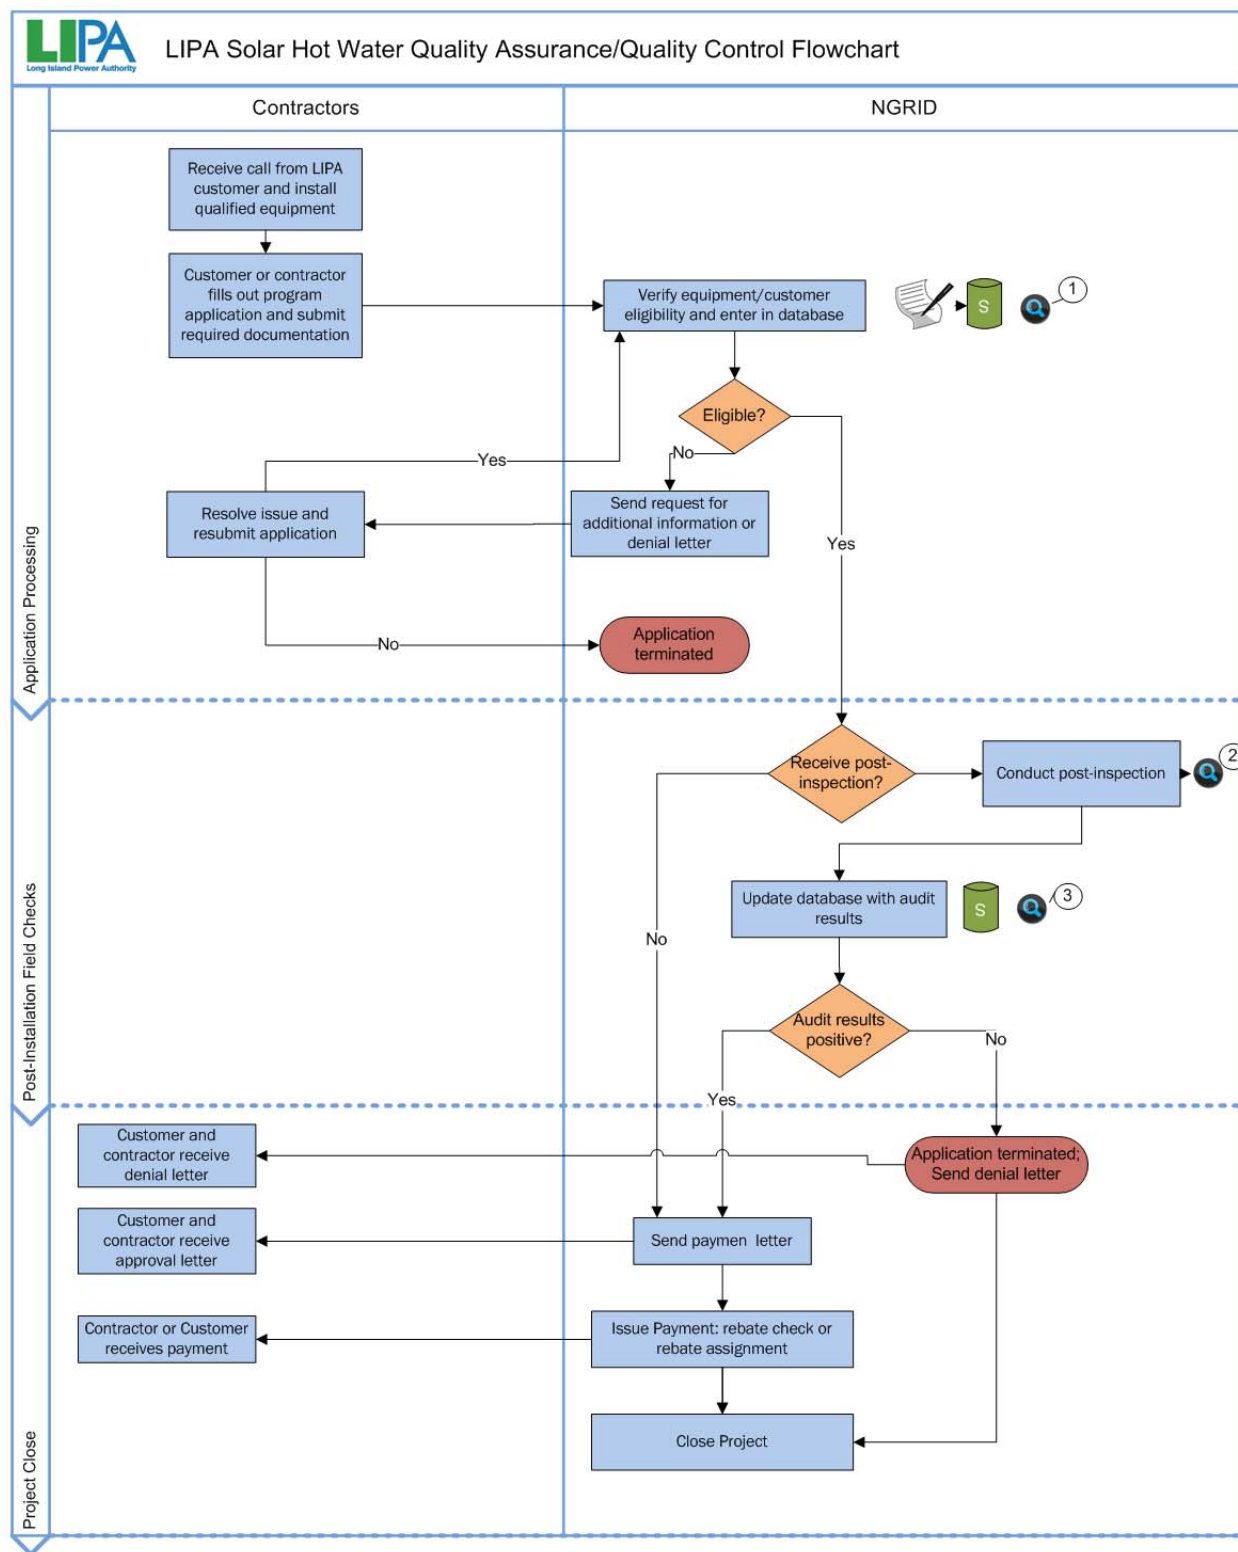 LIPA
Long Island Power Authority
LIPA Solar Hot Water Quality Assurance/Quality Control Flowchart
Contractors
NGRID
Application Processing
Receive call from LIPA
customer and install
qualified equipment
Customer or contractor
fills out program
application and submit
required documentation
Verify equipment/customer
eligibility and enter in database
S
1
Eligible?
No
Yes
Send request for
additional information or
denial letter
Resolve issue and
resubmit application
Yes
No
Application
terminated
Post-Installation Field Checks
Receive post-
inspection?
Conduct post-inspection
2
Update database with audit
results
S
3
No
Audit results
positive?
Yes
No
Project Close
Customer and
contractor receive
denial letter
Application terminated;
Send denial letter
Customer and
contractor receive
approval letter
Send paymen letter
Contractor or Customer
receives payment
Issue Payment: rebate check or
rebate assignment
Close Project